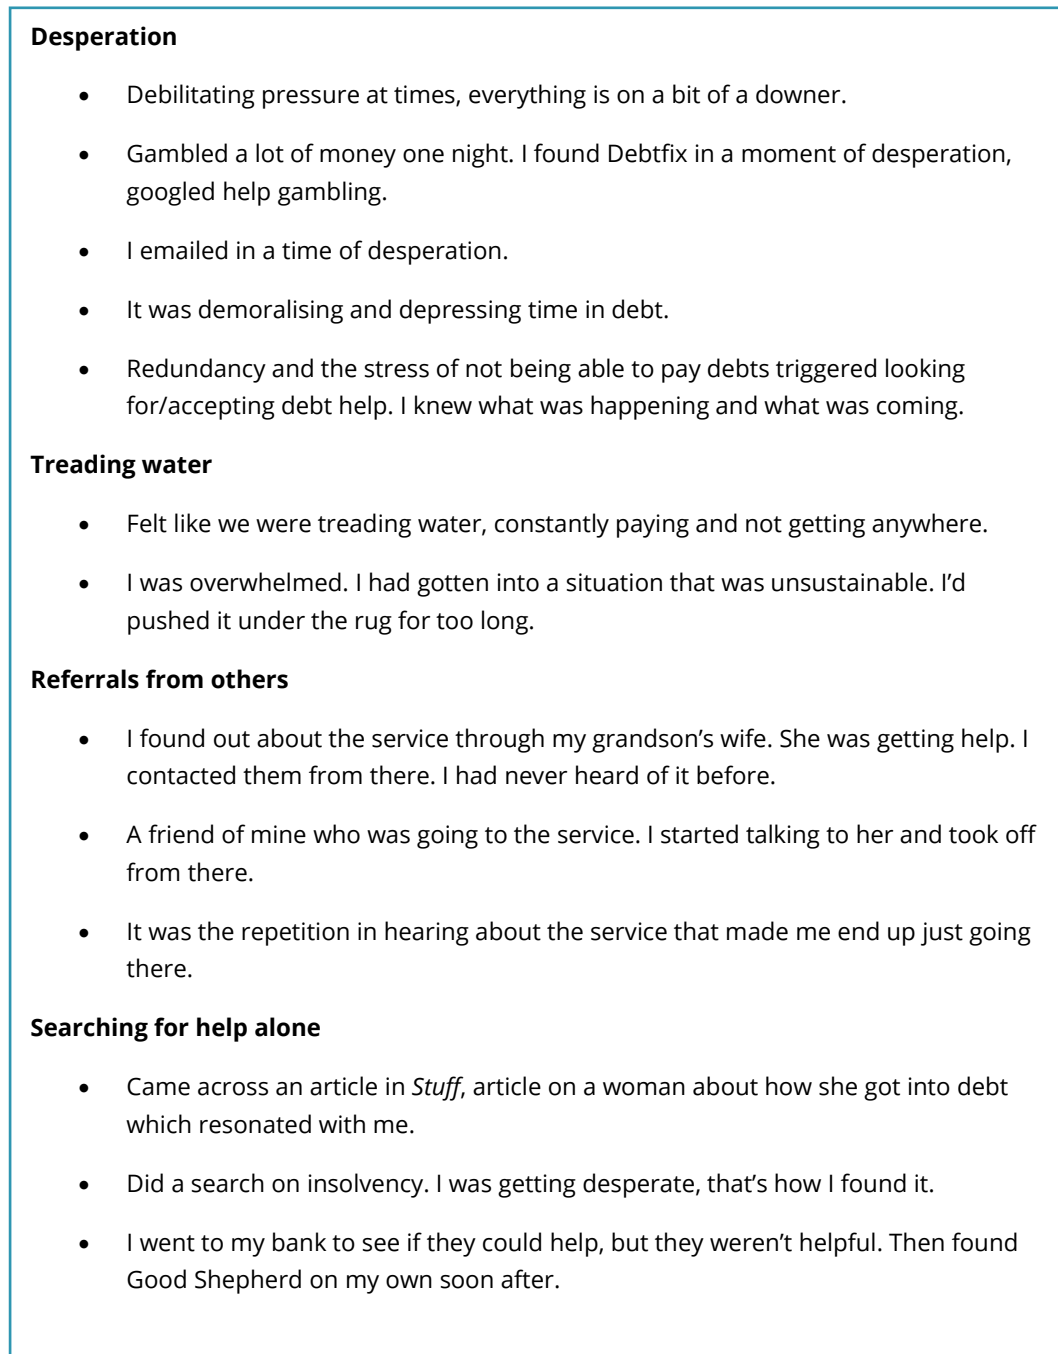 Desperation
• Debilitating pressure at times, everything is on a bit of a downer.
• Gambled a lot of money one night. I found Debtfix in a moment of desperation,
googled help gambling.
• I emailed in a time of desperation.
• It was demoralising and depressing time in debt.
• Redundancy and the stress of not being able to pay debts triggered looking
for/accepting debt help. I knew what was happening and what was coming.
Treading water
• Felt like we were treading water, constantly paying and not getting anywhere.
• I was overwhelmed. I had gotten into a situation that was unsustainable. I’d
pushed it under the rug for too long.
Referrals from others
• I found out about the service through my grandson’s wife. She was getting help. I
contacted them from there. I had never heard of it before.
• A friend of mine who was going to the service. I started talking to her and took off
from there.
• It was the repetition in hearing about the service that made me end up just going
there.
Searching for help alone
• Came across an article in Stuff, article on a woman about how she got into debt
which resonated with me.
• Did a search on insolvency. I was getting desperate, that’s how I found it.
• I went to my bank to see if they could help, but they weren’t helpful. Then found
Good Shepherd on my own soon after.